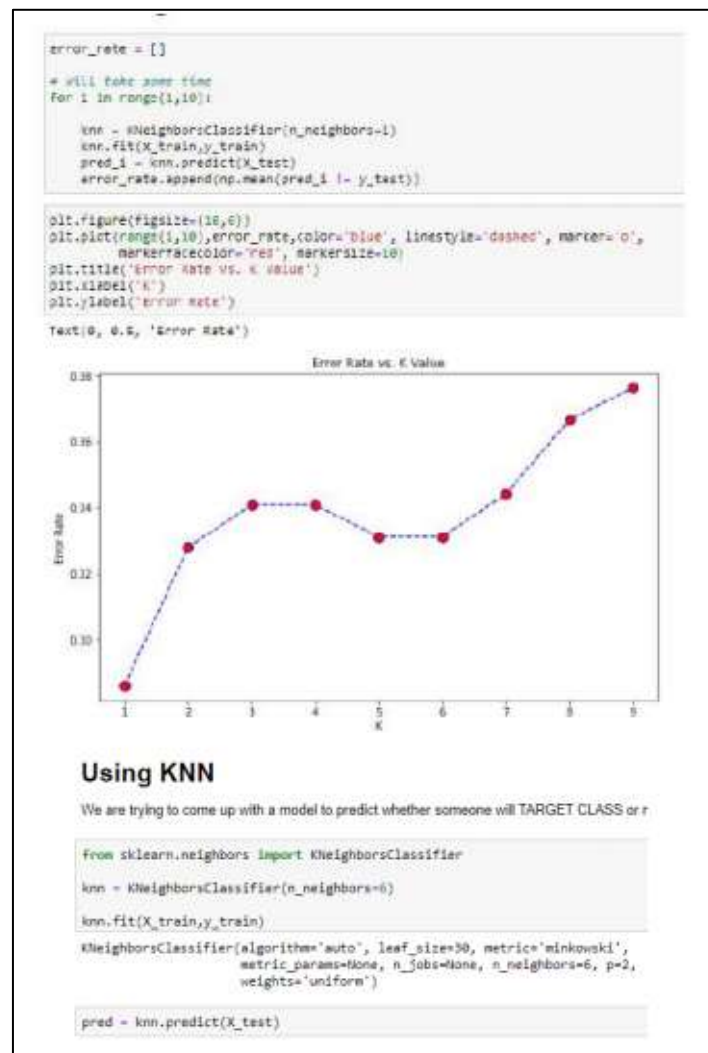 error_rate = []
# Will take some time
for i in range(1,10):
knn = KNeighborsClassifier(n_neighbors=i)
knn.fit(X_train,y_train)
pred_i = knn.predict(X_test)
error_rate.append(np.mean(pred_i != y_test))
plt.figure(figsize=(10,6))
plt.plot(range(1,10),error_rate,color='blue', linestyle='dashed', marker='o',
markerfacecolor='red', markersize=10)
plt.title('Error Rate vs. K Value')
plt.xlabel('K')
plt.ylabel('Error Rate')
Text(0, 0.5, 'Error Rate')
Error Rate vs. K Value
0.38
0.36
0.34
0.32
0.30
Error Rate
1 2 3 4 5 6 7 8 9
K
Using KNN
We are trying to come up with a model to predict whether someone will TARGET CLASS or
from sklearn.neighbors import KNeighborsClassifier
knn = KNeighborsClassifier(n_neighbors=6)
knn.fit(X_train,y_train)
KNeighborsClassifier(algorithm='auto', leaf_size=30, metric='minkowski',
metric_params=None, n_jobs=None, n_neighbors=6, p=2,
weights='uniform')
pred = knn.predict(X_test)